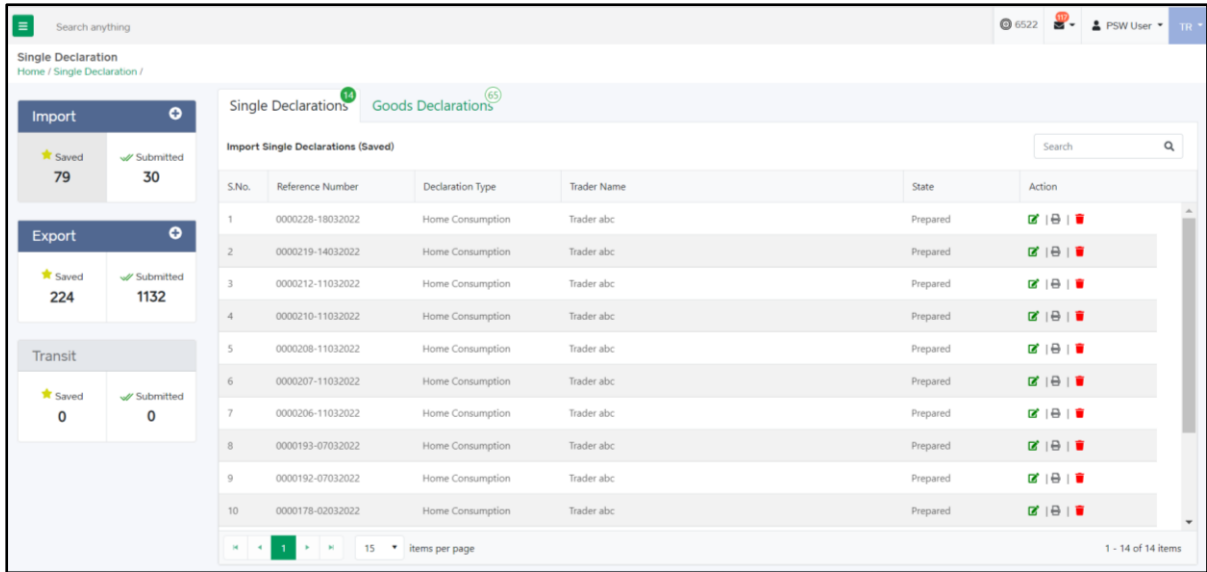 Search anything
6522
117
PSW User
TR
Single Declaration
Home / Single Declaration /
Import
Saved
79
Submitted
30
Export
Saved
224
Submitted
1132
Transit
Saved
0
Submitted
0
Single Declarations 14
Goods Declarations 65
Import Single Declarations (Saved)
Search
S.No. Reference Number Declaration Type Trader Name State Action
1 0000228-18032022 Home Consumption Trader abc Prepared | |
2 0000219-14032022 Home Consumption Trader abc Prepared | |
3 0000212-11032022 Home Consumption Trader abc Prepared | |
4 0000210-11032022 Home Consumption Trader abc Prepared | |
5 0000208-11032022 Home Consumption Trader abc Prepared | |
6 0000207-11032022 Home Consumption Trader abc Prepared | |
7 0000206-11032022 Home Consumption Trader abc Prepared | |
8 0000193-07032022 Home Consumption Trader abc Prepared | |
9 0000192-07032022 Home Consumption Trader abc Prepared | |
10 0000178-02032022 Home Consumption Trader abc Prepared | |
1 15 items per page 1 - 14 of 14 items